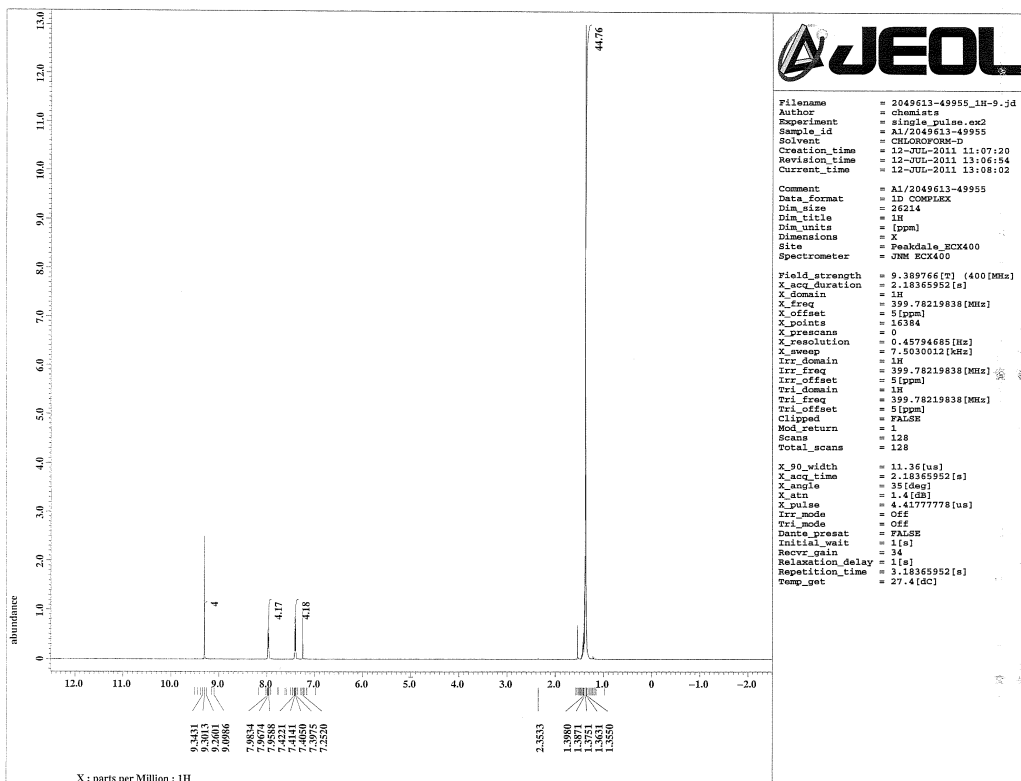 JEOL
Filename = 2049613-49955_1H-9.jd
Author = chemists
Experiment = single_pulse.ex2
Sample_id = A1/2049613-49955
Solvent = CHLOROFORM-D
Creation_time = 12-JUL-2011 11:07:20
Revision_time = 12-JUL-2011 13:06:54
Current_time = 12-JUL-2011 13:08:02
Comment = A1/2049613-49955
Data_format = 1D COMPLEX
Dim_size = 26214
Dim_title = 1H
Dim_units = [ppm]
Dimensions = X
Site = Peakdale_ECX400
Spectrometer = JNM ECX400
Field_strength = 9.389766[T] (400[MHz]
X_acq_duration = 2.18365952[s]
X_domain = 1H
X_freq = 399.78219838[MHz]
X_offset = 5[ppm]
X_points = 16384
X_prescans = 0
X_resolution = 0.45794685[Hz]
X_sweep = 7.5030012[kHz]
Irr_domain = 1H
Irr_freq = 399.78219838[MHz]
Irr_offset = 5[ppm]
Tri_domain = 1H
Tri_freq = 399.78219838[MHz]
Tri_offset = 5[ppm]
Clipped = FALSE
Mod_return = 1
Scans = 128
Total_scans = 128
X_90_width = 11.36[us]
X_acq_time = 2.18365952[s]
X_angle = 35[deg]
X_atn = 1.4[dB]
X_pulse = 4.41777778[us]
Irr_mode = Off
Tri_mode = Off
Dante_presat = FALSE
Initial_wait = 1[s]
Recvr_gain = 34
Relaxation_delay = 1[s]
Repetition_time = 3.18365952[s]
Temp_get = 27.4[dC]
13.0
12.0
11.0
10.0
9.0
8.0
7.0
6.0
5.0
4.0
3.0
2.0
1.0
0
abundance
44.76
4
4.17
4.18
12.0 11.0 10.0 9.0 8.0 7.0 6.0 5.0 4.0 3.0 2.0 1.0 0 -1.0 -2.0
9.3431
9.3013
9.2601
9.0986
7.9834
7.9674
7.9588
7.4221
7.4141
7.4050
7.3975
7.2520
2.3533
1.3980
1.3871
1.3751
1.3631
1.3550
X : parts per Million : 1H